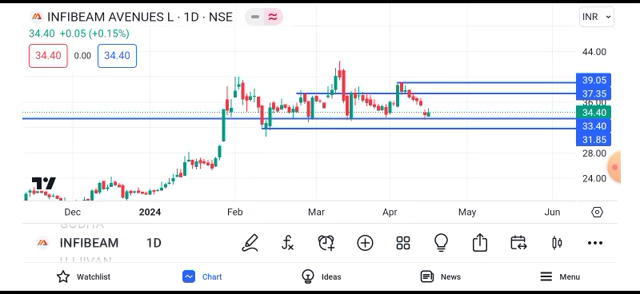 INFIBEAM AVENUES L · 1D · NSE
INR
34.40 +0.05 (+0.15%)
34.40 0.00 34.40
44.00
39.05
37.35
36.00
34.40
33.40
31.85
28.00
24.00
Dec 2024 Feb Mar Apr May Jun
INFIBEAM 1D
Watchlist Chart Ideas News Menu